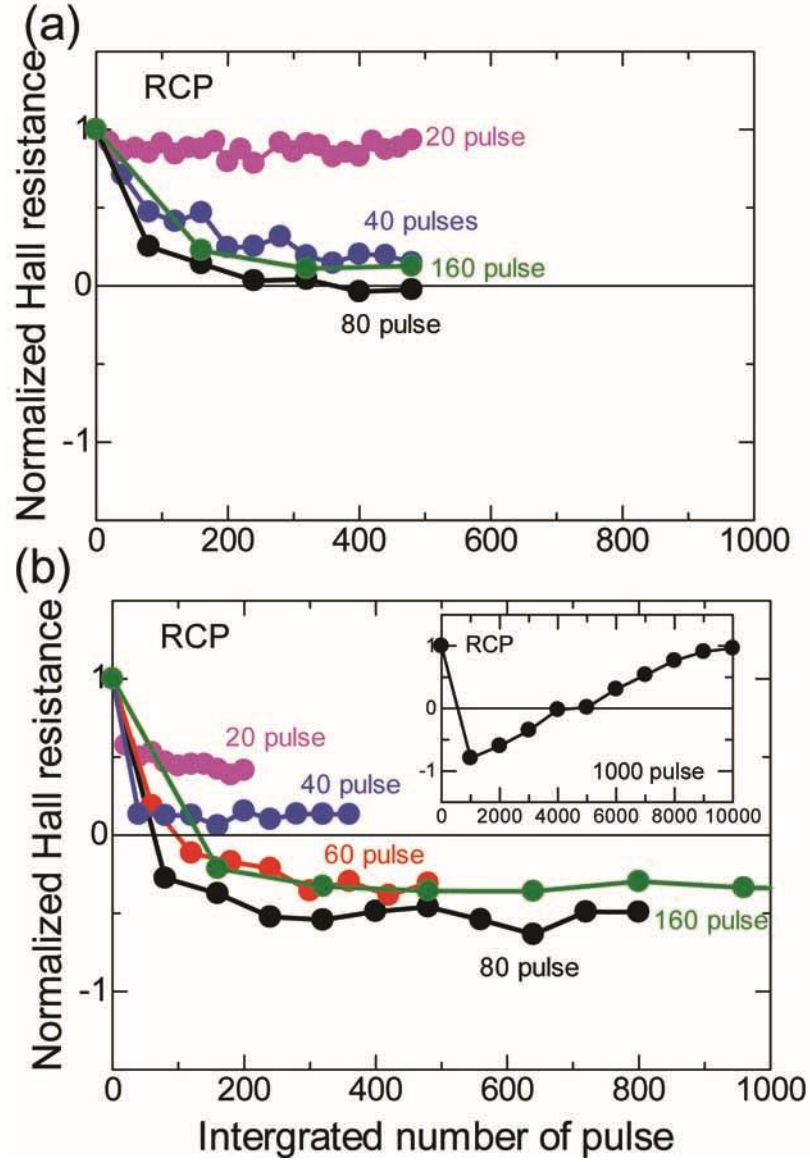 (a)
Normalized Hall resistance
RCP
1
0
-1
20 pulse
40 pulses
160 pulse
80 pulse
0 200 400 600 800 1000
(b)
Normalized Hall resistance
RCP
1
0
-1
20 pulse
40 pulse
60 pulse
160 pulse
80 pulse
RCP
1
0
-1
1000 pulse
0 2000 4000 6000 8000 10000
0 200 400 600 800 1000
Intergrated number of pulse